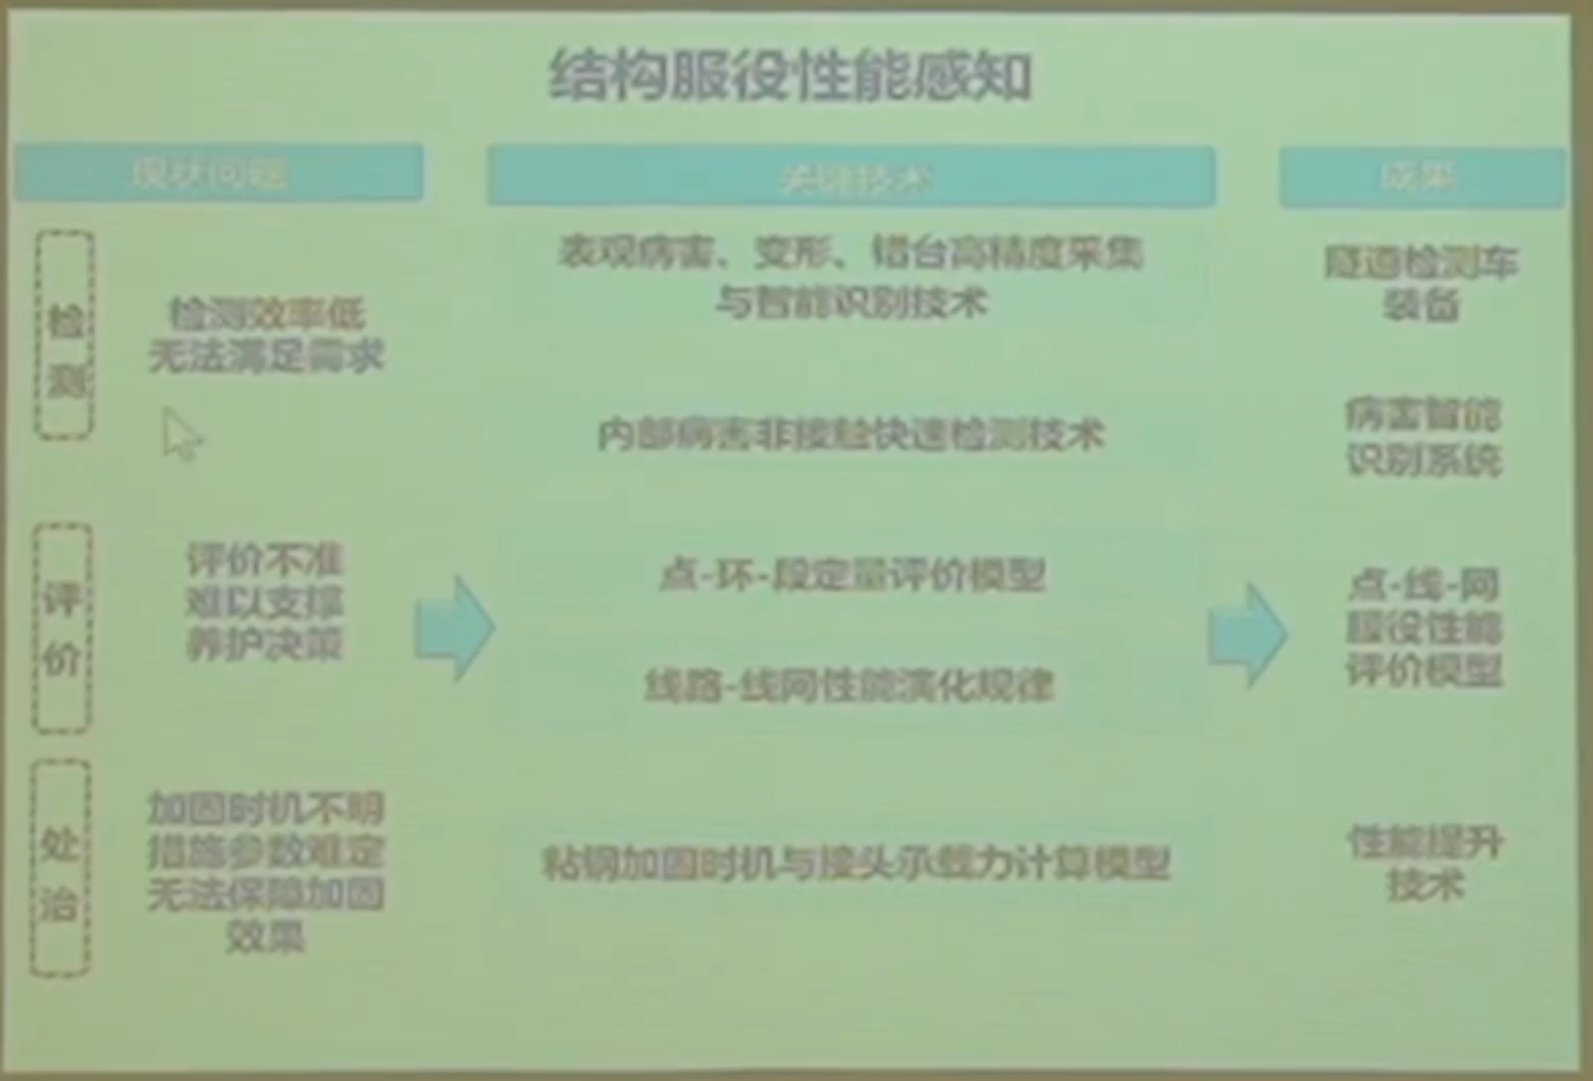 结构服役性能感知
现状问题
关键技术
成果
检
测
检测效率低
无法满足需求
表观病害、变形、错台高精度采集
与智能识别技术
内部病害非接触快速检测技术
隧道检测车
装备
病害智能
识别系统
评
价
评价不准
难以支撑
养护决策
点-环-段定量评价模型
线路-线网性能演化规律
点-线-网
服役性能
评价模型
处
治
加固时机不明
措施参数难定
无法保障加固
效果
粘钢加固时机与接头承载力计算模型
性能提升
技术